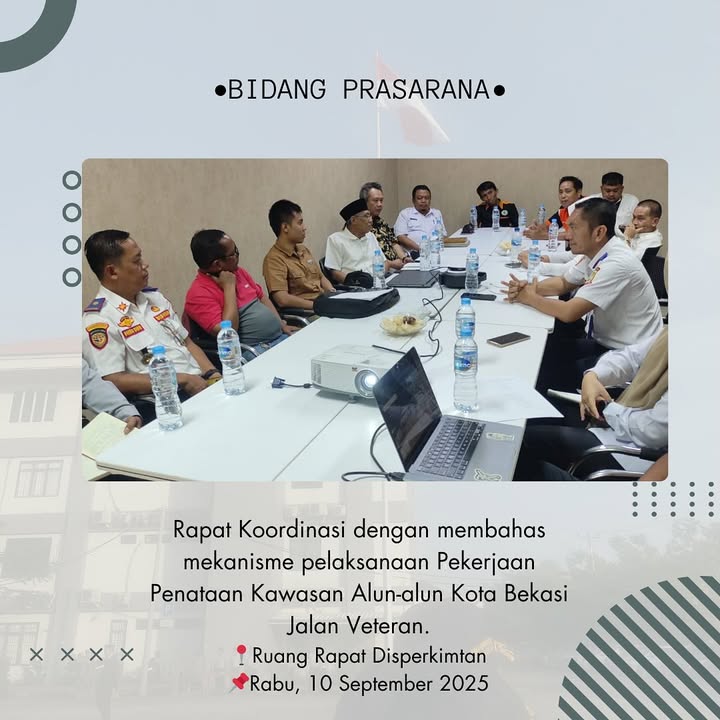 •BIDANG PRASARANA•
Rapat Koordinasi dengan membahas
mekanisme pelaksanaan Pekerjaan
Penataan Kawasan Alun-alun Kota Bekasi
Jalan Veteran.
📍Ruang Rapat Disperkimtan
📌Rabu, 10 September 2025